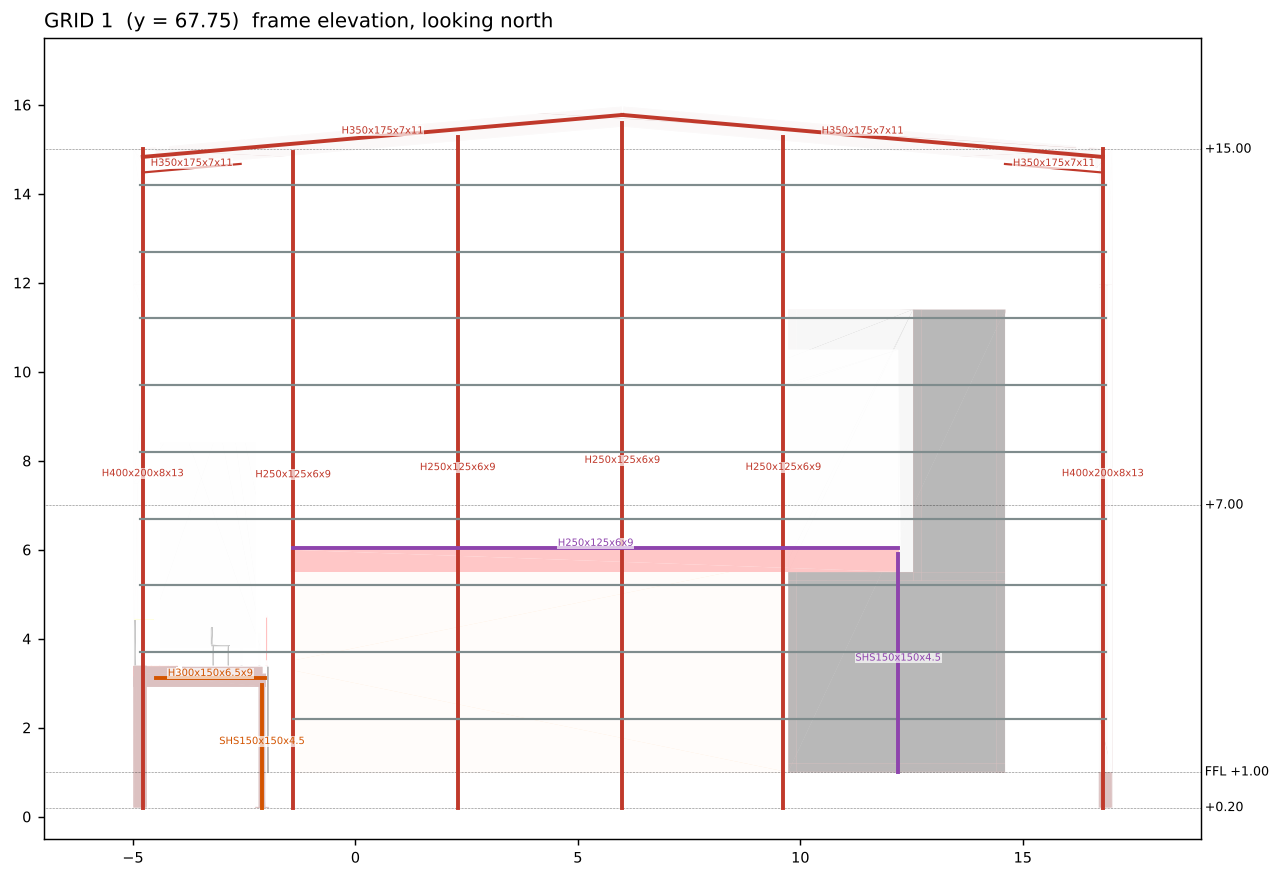 GRID 1  (y = 67.75)  frame elevation, looking north
16
H350x175x7x11
H350x175x7x11
+15.00
H350x175x7x11
H350x175x7x11
14
12
10
8
H400x200x8x13
H250x125x6x9
H250x125x6x9
H250x125x6x9
H250x125x6x9
H400x200x8x13
+7.00
6
H250x125x6x9
4
SHS150x150x4.5
H300x150x6.5x9
2
SHS150x150x4.5
FFL +1.00
0
+0.20
−5
0
5
10
15